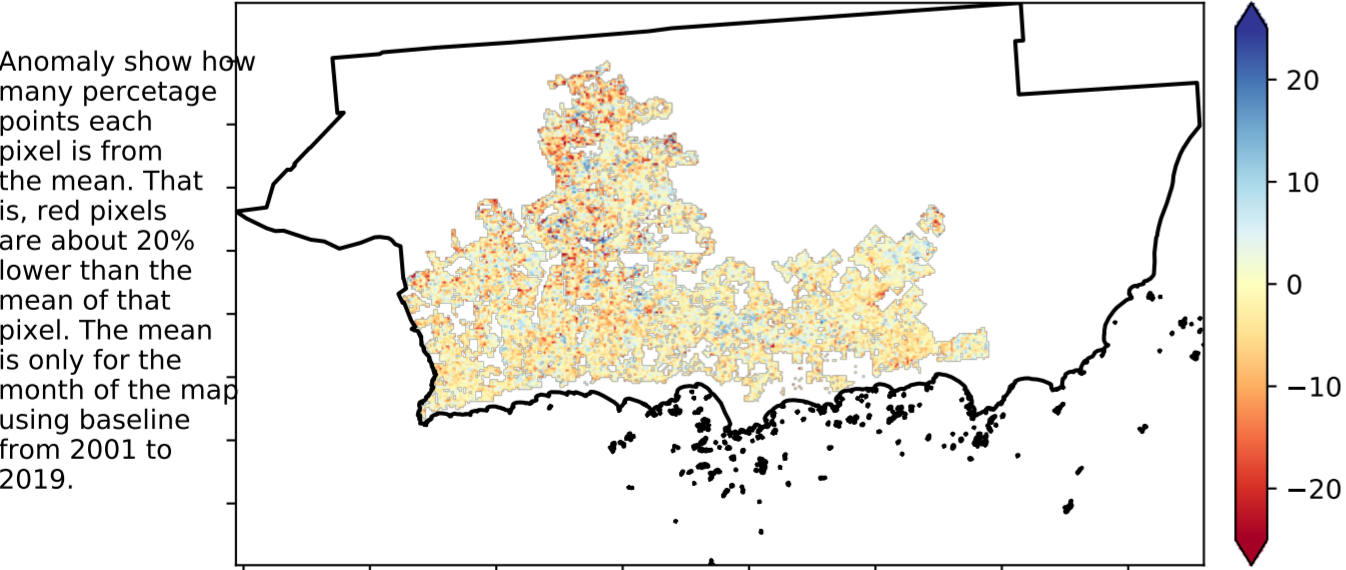 Anomaly show how
many percetage
points each
pixel is from
the mean. That
is, red pixels
are about 20%
lower than the
mean of that
pixel. The mean
is only for the
month of the map
using baseline
from 2001 to
2019.
20
10
0
−10
−20